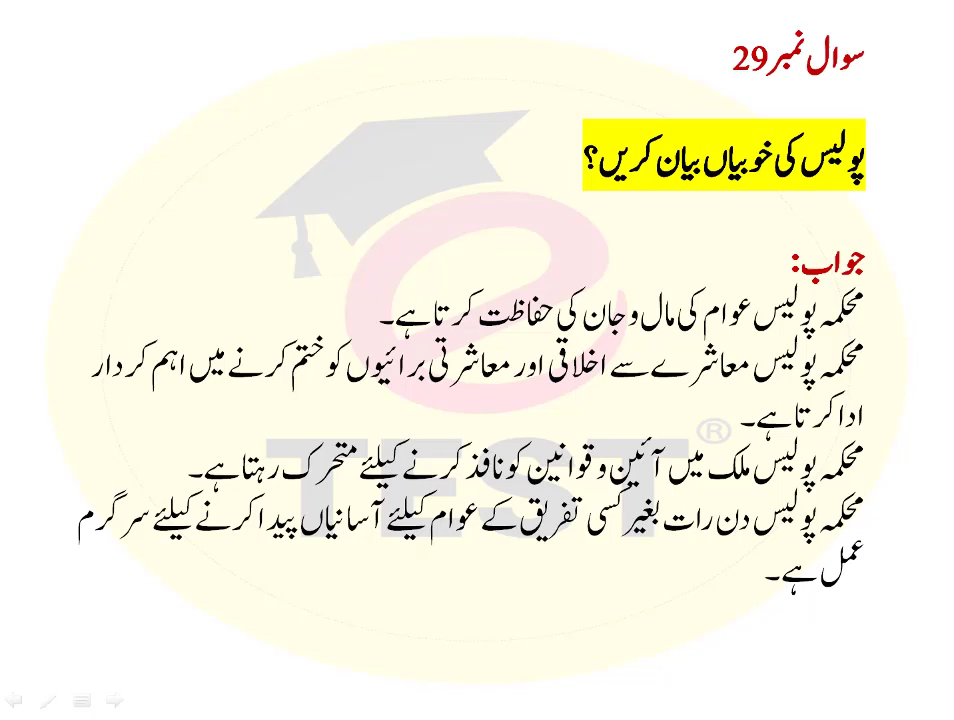 سوال نمبر 29
پولیس کی خوبیاں بیان کریں؟
جواب:
محکمہ پولیس عوام کی مال و جان کی حفاظت کرتا ہے۔
محکمہ پولیس معاشرے سے اخلاقی اور معاشرتی برائیوں کو ختم کرنے میں اہم کردار
ادا کرتا ہے۔
محکمہ پولیس ملک میں آئین و قوانین کو نافذ کرنے کیلئے متحرک رہتا ہے۔
محکمہ پولیس دن رات بغیر کسی تفریق کے عوام کیلئے آسانیاں پیدا کرنے کیلئے سرگرم
عمل ہے۔
e
TEST®